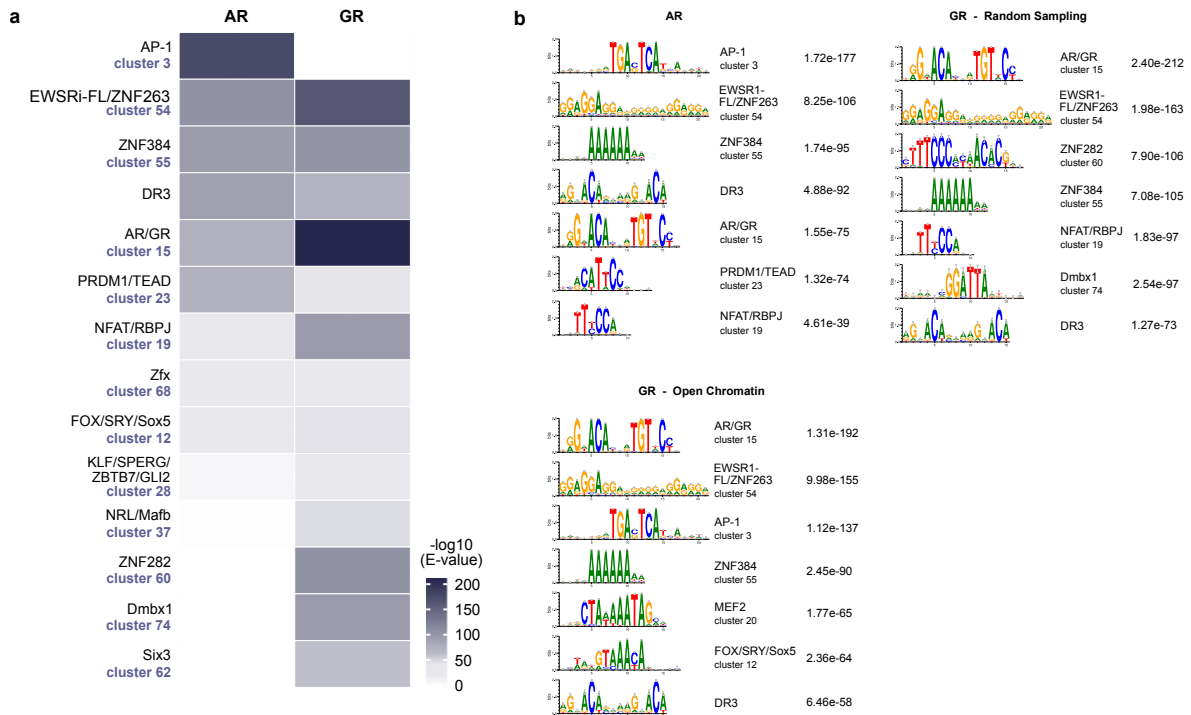 a
AR GR
AP-1
cluster 3
EWSRi-FL/ZNF263
cluster 54
ZNF384
cluster 55
DR3
AR/GR
cluster 15
PRDM1/TEAD
cluster 23
NFAT/RBPJ
cluster 19
Zfx
cluster 68
FOX/SRY/Sox5
cluster 12
KLF/SPERG/
ZBTB7/GLI2
cluster 28
NRL/Mafb
cluster 37
ZNF282
cluster 60
Dmbx1
cluster 74
Six3
cluster 62
-log10
(E-value)
200
150
100
50
0
b
AR
AP-1
cluster 3
1.72e-177
EWSR1-
FL/ZNF263
cluster 54
8.25e-106
ZNF384
cluster 55
1.74e-95
DR3
4.88e-92
AR/GR
cluster 15
1.55e-75
PRDM1/TEAD
cluster 23
1.32e-74
NFAT/RBPJ
cluster 19
4.61e-39
GR - Random Sampling
AR/GR
cluster 15
2.40e-212
EWSR1-
FL/ZNF263
cluster 54
1.98e-163
ZNF282
cluster 60
7.90e-106
ZNF384
cluster 55
7.08e-105
NFAT/RBPJ
cluster 19
1.83e-97
Dmbx1
cluster 74
2.54e-97
DR3
1.27e-73
GR - Open Chromatin
AR/GR
cluster 15
1.31e-192
EWSR1-
FL/ZNF263
cluster 54
9.98e-155
AP-1
cluster 3
1.12e-137
ZNF384
cluster 55
2.45e-90
MEF2
cluster 20
1.77e-65
FOX/SRY/Sox5
cluster 12
2.36e-64
DR3
6.46e-58